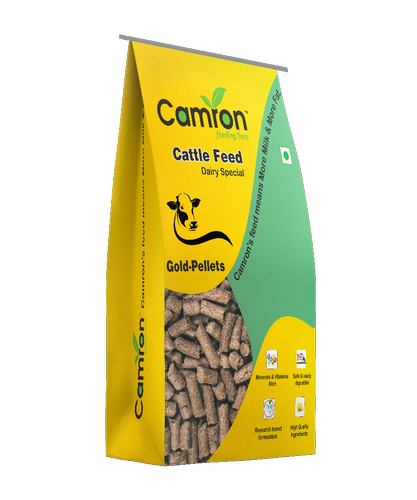 Camron™
feeding lives
Cattle Feed
Dairy Special
Gold-Pellets
Camron's feed means More Milk & More Fat
Minerals & Vitamins
Rich
Safe & easily
digestible
Research based
formulation
High Quality
Ingredients
Camron's feed means More Milk & More Fat
Camron